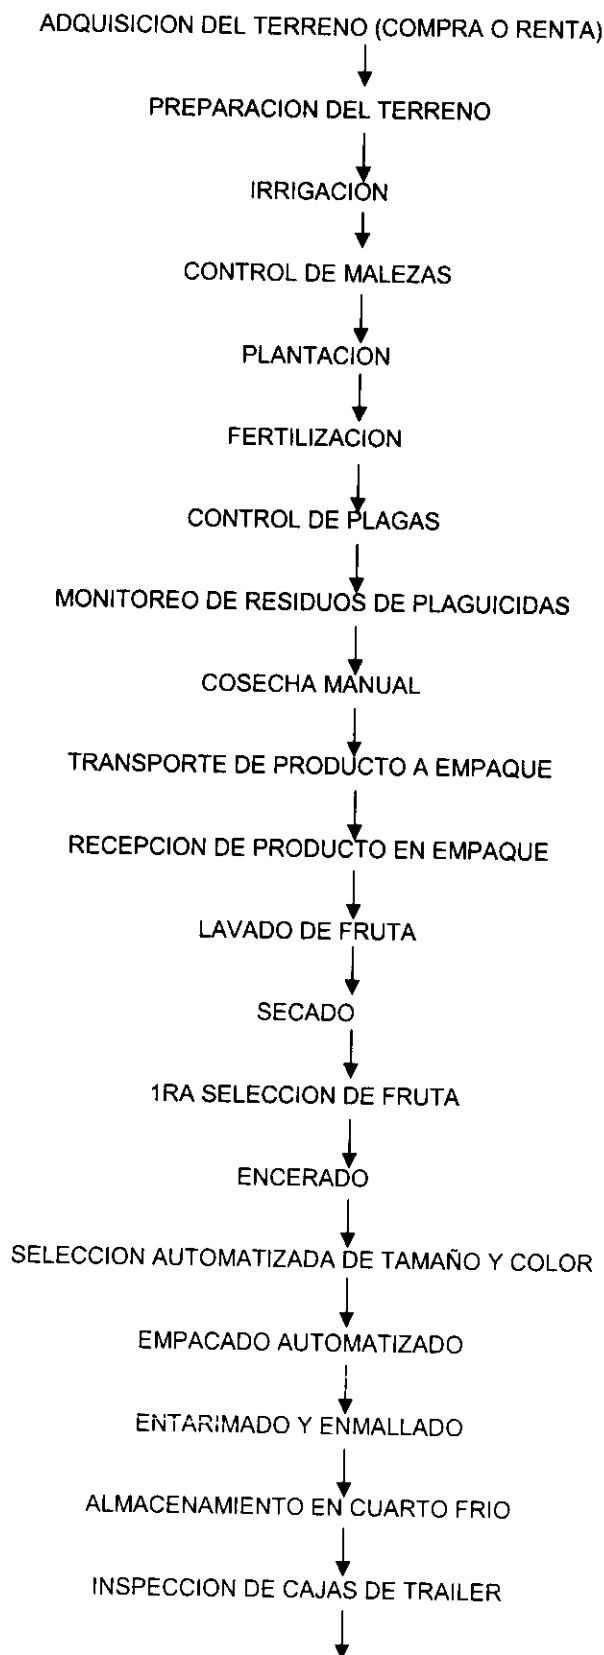 ADQUISICION DEL TERRENO (COMPRA O RENTA)
PREPARACION DEL TERRENO
IRRIGACION
CONTROL DE MALEZAS
PLANTACION
FERTILIZACION
CONTROL DE PLAGAS
MONITOREO DE RESIDUOS DE PLAGUICIDAS
COSECHA MANUAL
TRANSPORTE DE PRODUCTO A EMPAQUE
RECEPCION DE PRODUCTO EN EMPAQUE
LAVADO DE FRUTA
SECADO
1RA SELECCION DE FRUTA
ENCERADO
SELECCION AUTOMATIZADA DE TAMAÑO Y COLOR
EMPACADO AUTOMATIZADO
ENTARIMADO Y ENMALLADO
ALMACENAMIENTO EN CUARTO FRIO
INSPECCION DE CAJAS DE TRAILER